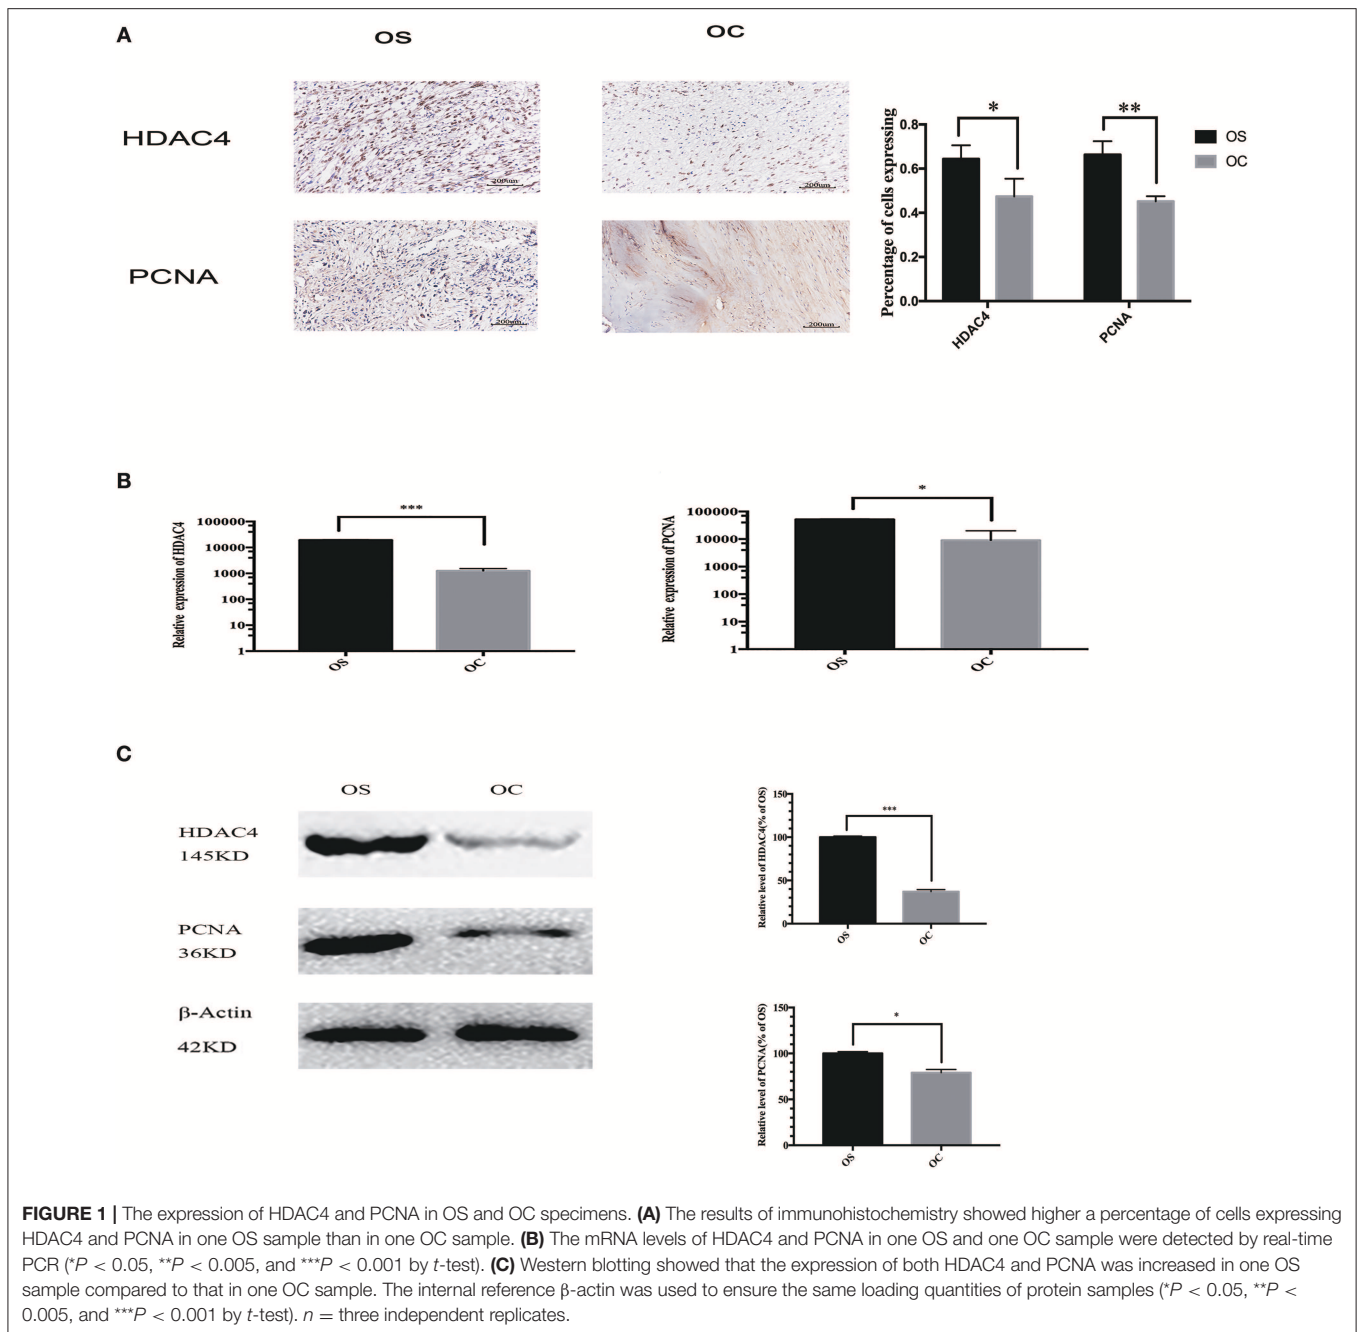 A
OS
OC
HDAC4
200um
200um
PCNA
200um
200um
Percentage of cells expressing
0.8
0.6
0.4
0.2
0.0
*
**
HDAC4
PCNA
OS
OC
B
Relative expression of HDAC4
100000
10000
1000
100
10
1
***
OS
OC
Relative expression of PCNA
100000
10000
1000
100
10
1
*
OS
OC
C
OS
OC
HDAC4
145KD
PCNA
36KD
β-Actin
42KD
Relative level of HDAC4(% of OS)
150
100
50
0
***
OS
OC
Relative level of PCNA(% of OS)
150
100
50
0
*
OS
OC
FIGURE 1 | The expression of HDAC4 and PCNA in OS and OC specimens. (A) The results of immunohistochemistry showed higher a percentage of cells expressing
HDAC4 and PCNA in one OS sample than in one OC sample. (B) The mRNA levels of HDAC4 and PCNA in one OS and one OC sample were detected by real-time
PCR (*P < 0.05, **P < 0.005, and ***P < 0.001 by t-test). (C) Western blotting showed that the expression of both HDAC4 and PCNA was increased in one OS
sample compared to that in one OC sample. The internal reference β-actin was used to ensure the same loading quantities of protein samples (*P < 0.05, **P <
0.005, and ***P < 0.001 by t-test). n = three independent replicates.